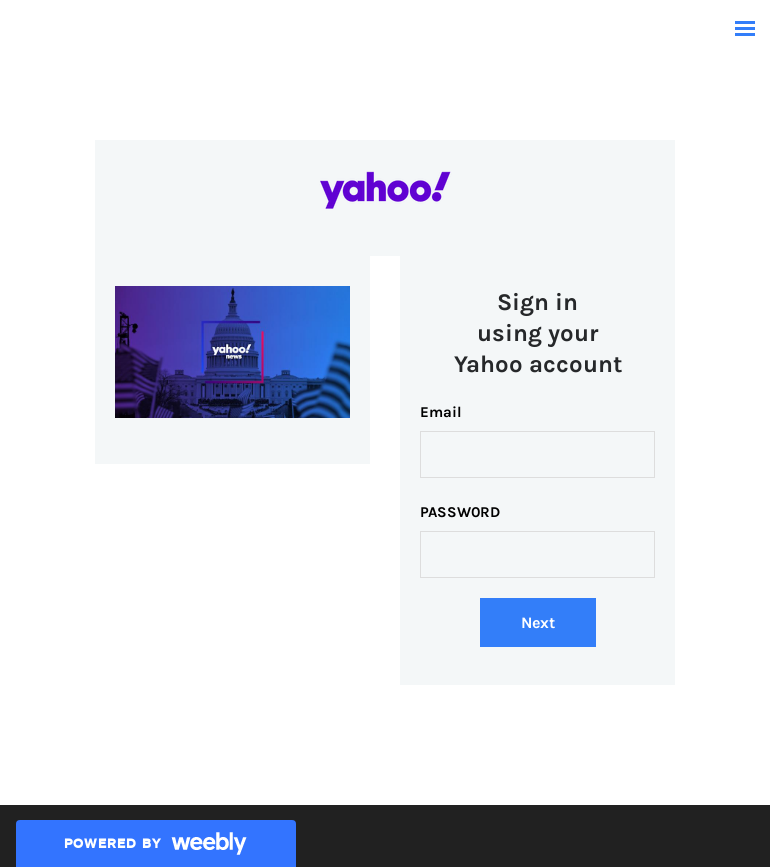 yahoo!
yahoo!
news
Sign in
using your
Yahoo account
Email
PASSWORD
Next
POWERED BY weebly